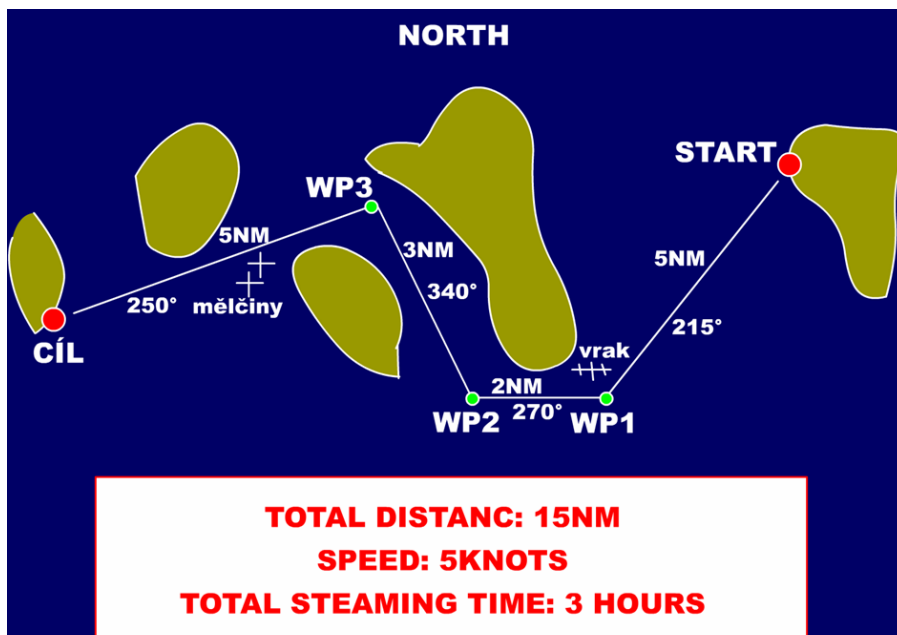 NORTH
START
WP3
5NM
3NM
5NM
340°
250°
mělčiny
215°
CÍL
vrak
2NM
270°
WP2
WP1
TOTAL DISTANC: 15NM
SPEED: 5KNOTS
TOTAL STEAMING TIME: 3 HOURS